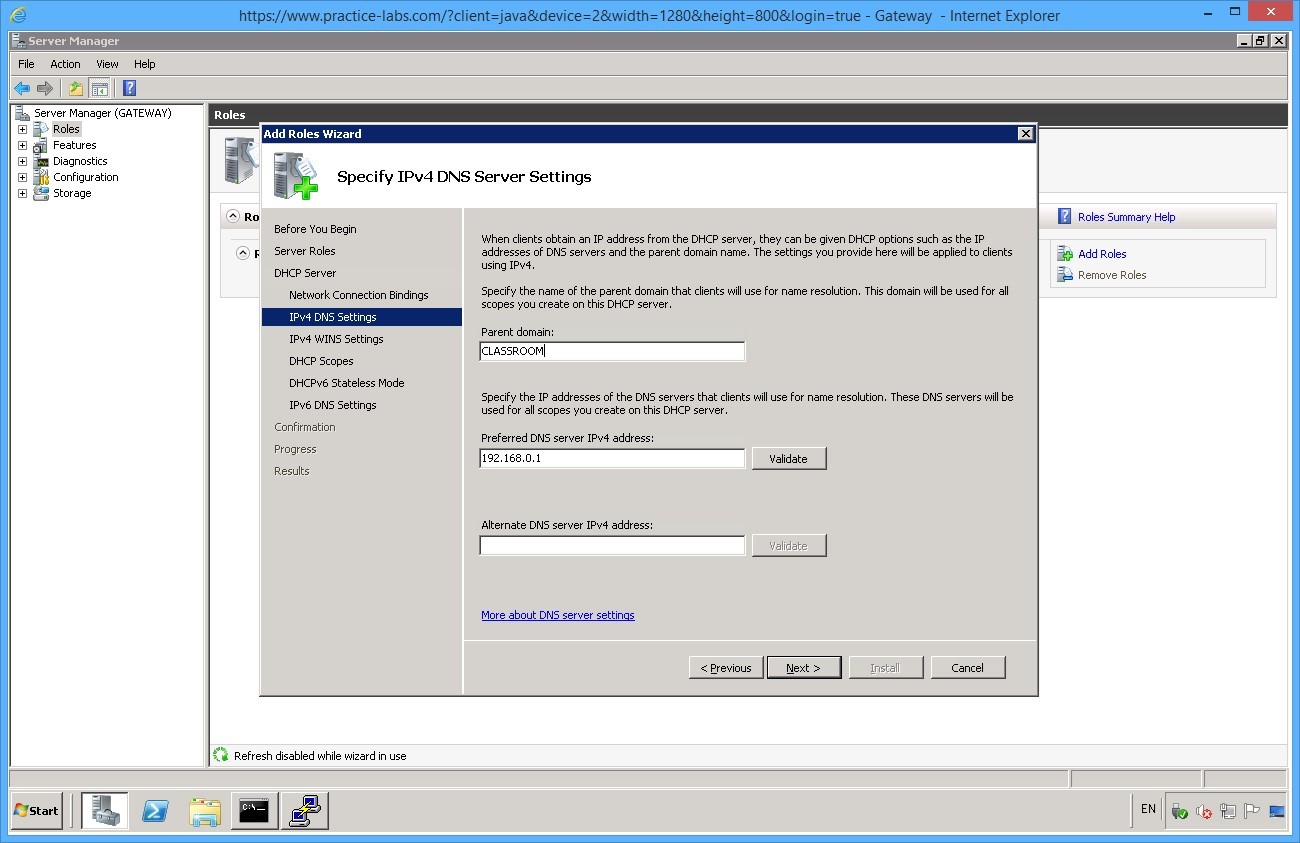 https://www.practice-labs.com/?client=java&device=2&width=1280&height=800&login=true - Gateway - Internet Explorer
Server Manager
File Action View Help
Server Manager (GATEWAY)
Roles
Features
Diagnostics
Configuration
Storage
Roles
Ro
Add Roles Wizard
Specify IPv4 DNS Server Settings
Before You Begin
Server Roles
DHCP Server
Network Connection Bindings
IPv4 DNS Settings
IPv4 WINS Settings
DHCP Scopes
DHCPv6 Stateless Mode
IPv6 DNS Settings
Confirmation
Progress
Results
When clients obtain an IP address from the DHCP server, they can be given DHCP options such as the IP
addresses of DNS servers and the parent domain name. The settings you provide here will be applied to clients
using IPv4.
Specify the name of the parent domain that clients will use for name resolution. This domain will be used for all
scopes you create on this DHCP server.
Parent domain:
CLASSROOM
Specify the IP addresses of the DNS servers that clients will use for name resolution. These DNS servers will be
used for all scopes you create on this DHCP server.
Preferred DNS server IPv4 address:
192.168.0.1 Validate
Alternate DNS server IPv4 address:
Validate
More about DNS server settings
< Previous Next > Install Cancel
Roles Summary Help
Add Roles
Remove Roles
Refresh disabled while wizard in use
Start
C:\.
EN